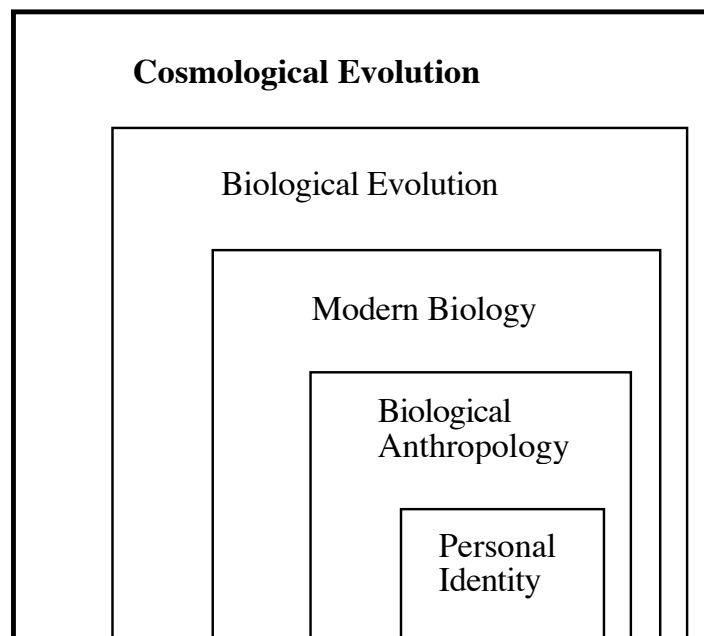 Cosmological Evolution
Biological Evolution
Modern Biology
Biological
Anthropology
Personal
Identity